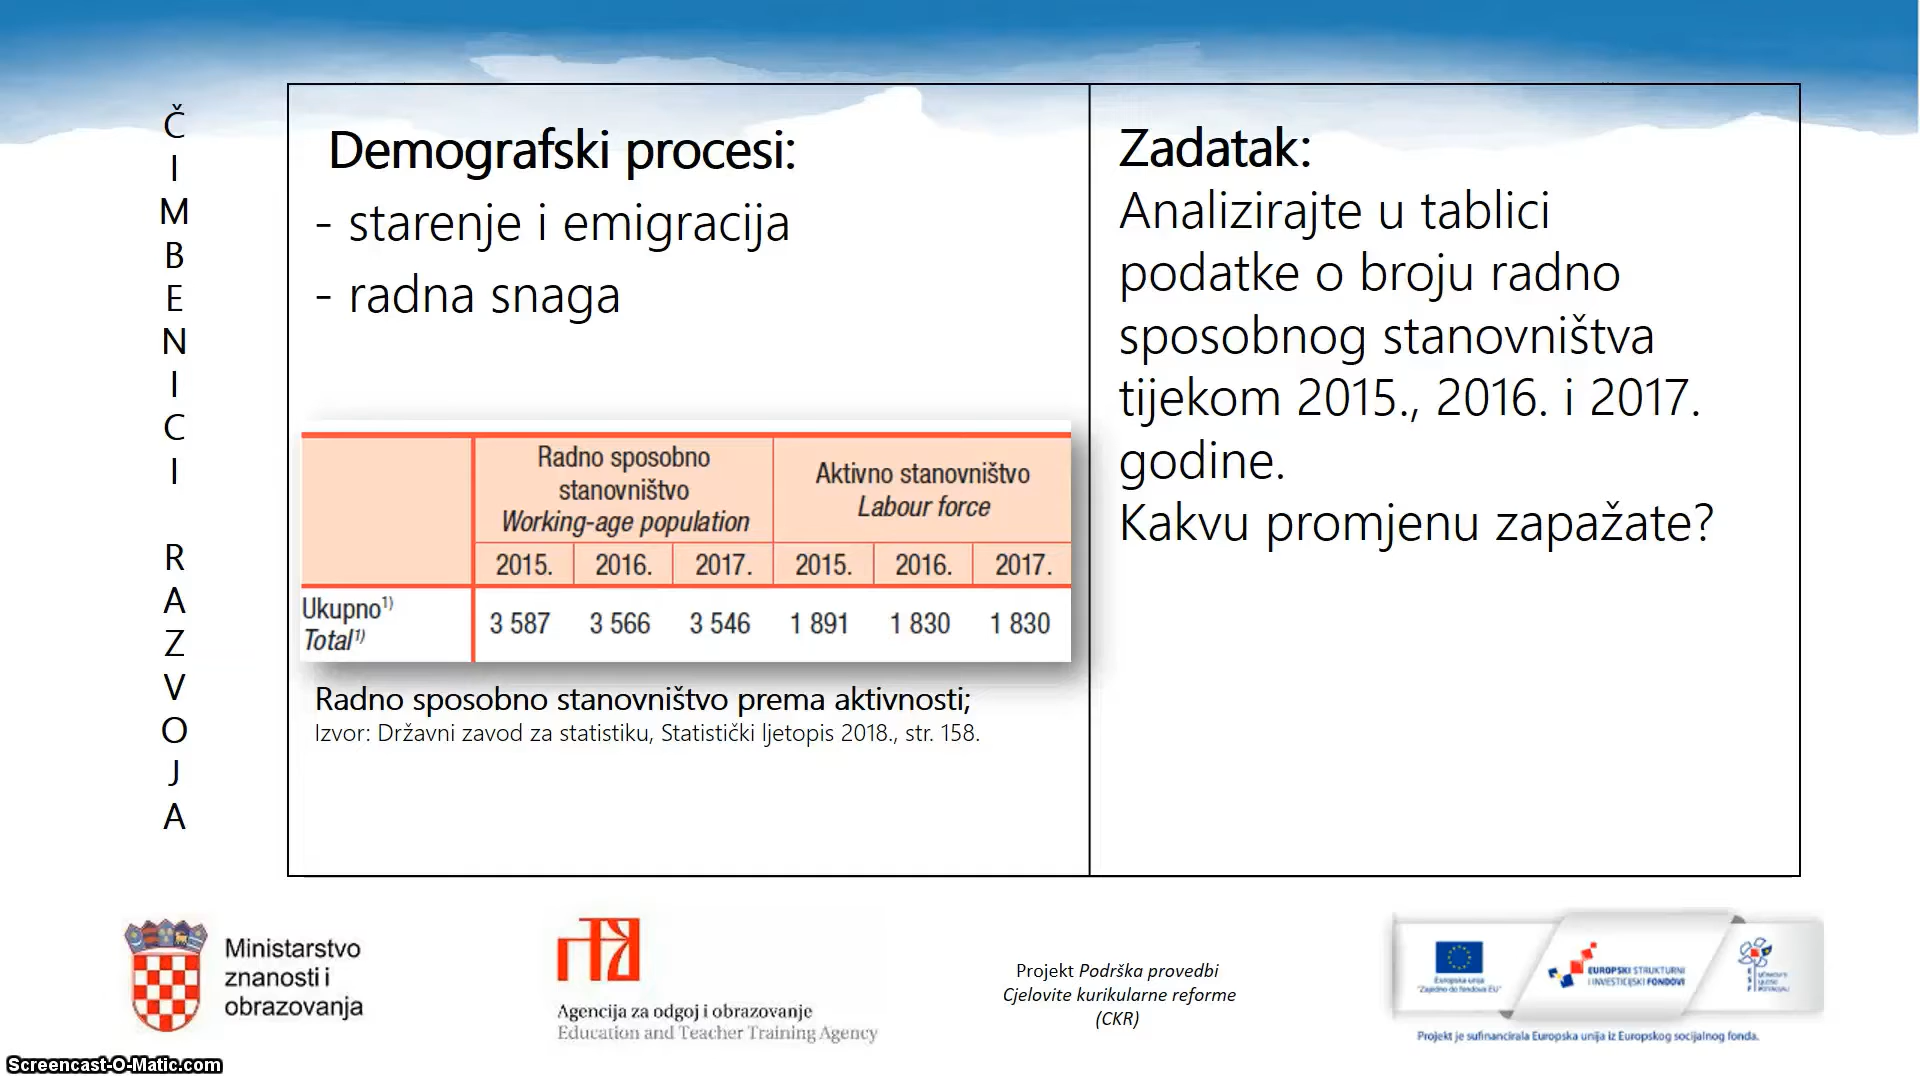 ČIMBENICI RAZVOJA
Demografski procesi:
- starenje i emigracija
- radna snaga
Radno sposobno
stanovništvo
Working-age population
Aktivno stanovništvo
Labour force
2015. 2016. 2017. 2015. 2016. 2017.
Ukupno1)
Total1)
3 587 3 566 3 546 1 891 1 830 1 830
Radno sposobno stanovništvo prema aktivnosti;
Izvor: Državni zavod za statistiku, Statistički ljetopis 2018., str. 158.
Zadatak:
Analizirajte u tablici
podatke o broju radno
sposobnog stanovništva
tijekom 2015., 2016. i 2017.
godine.
Kakvu promjenu zapažate?
Ministarstvo
znanosti i
obrazovanja
Agencija za odgoj i obrazovanje
Education and Teacher Training Agency
Projekt Podrška provedbi
Cjelovite kurikularne reforme
(CKR)
Europska unija
"Zajedno do fondova EU"
EUROPSKI STRUKTURNI
I INVESTICIJSKI FONDOVI
Projekt je sufinancirala Europska unija iz Europskog socijalnog fonda.
Screencast-O-Matic.com